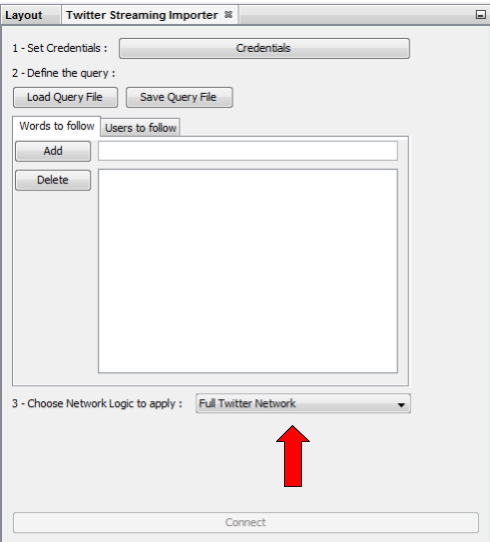 Layout Twitter Streaming Importer
1 - Set Credentials : Credentials
2 - Define the query :
Load Query File Save Query File
Words to follow Users to follow
Add
Delete
3 - Choose Network Logic to apply : Full Twitter Network
Connect